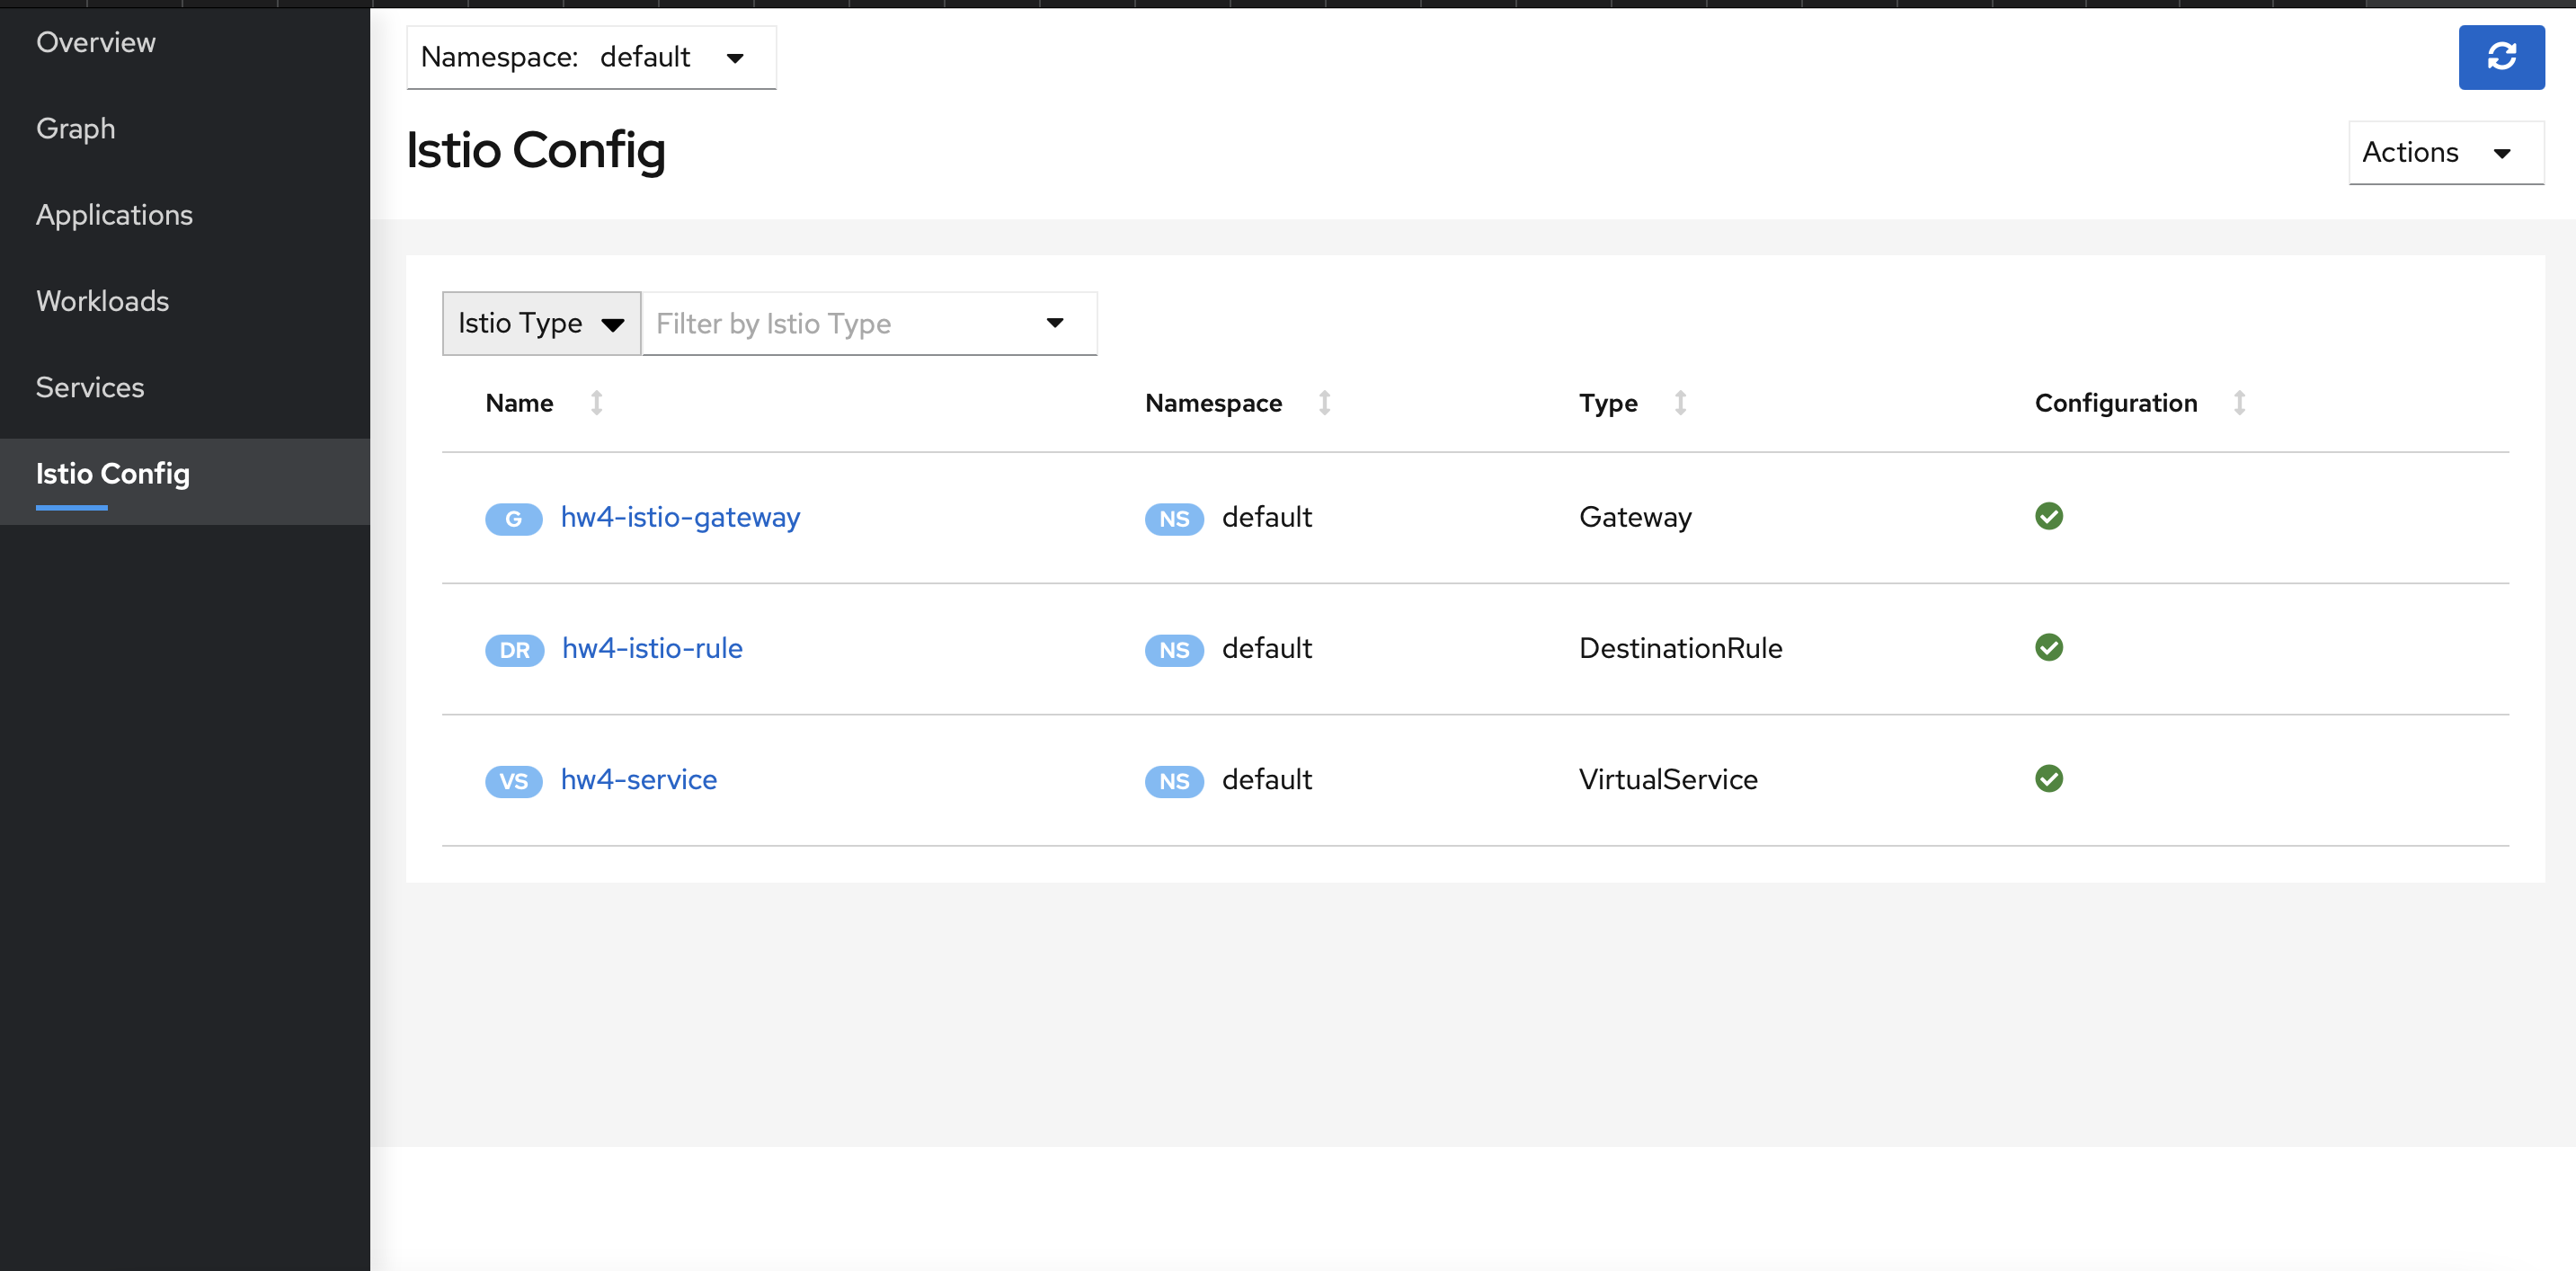 Overview
Graph
Applications
Workloads
Services
Istio Config
Namespace: default
Istio Config
Actions
Istio Type Filter by Istio Type
Name Namespace Type Configuration
G hw4-istio-gateway NS default Gateway
DR hw4-istio-rule NS default DestinationRule
VS hw4-service NS default VirtualService